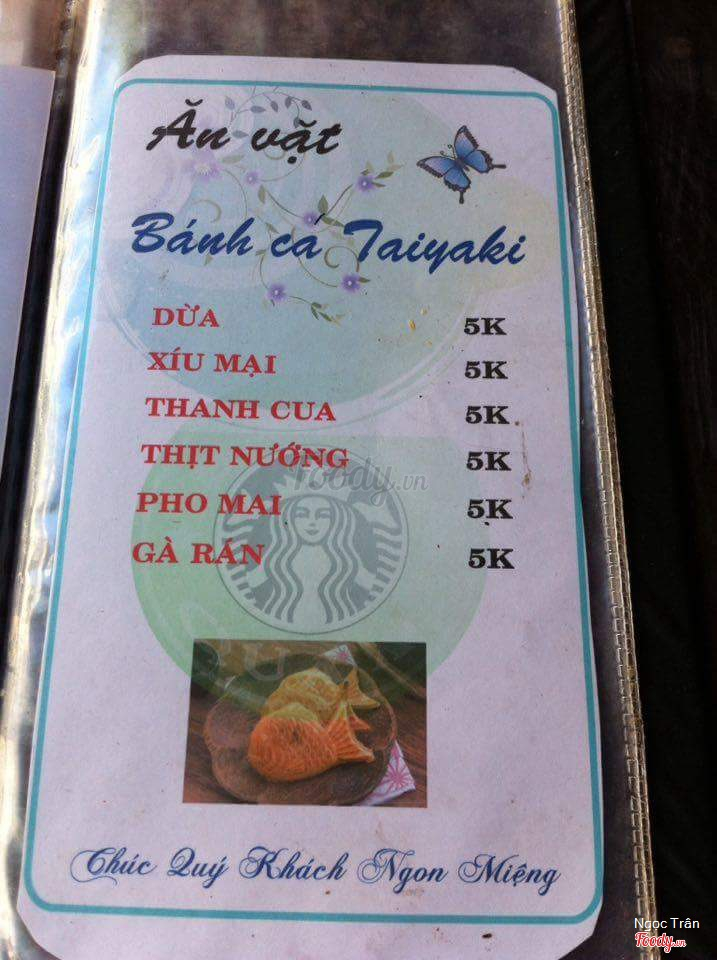 Ăn vặt
Bánh cá Taiyaki
DỪA 5K
XÍU MẠI 5K
THANH CUA 5K
THỊT NƯỚNG 5K
Foody.vn
PHO MAI 5K
GÀ RÁN 5K
Chúc Quý Khách Ngon Miệng
Ngọc Trân
Foody.vn